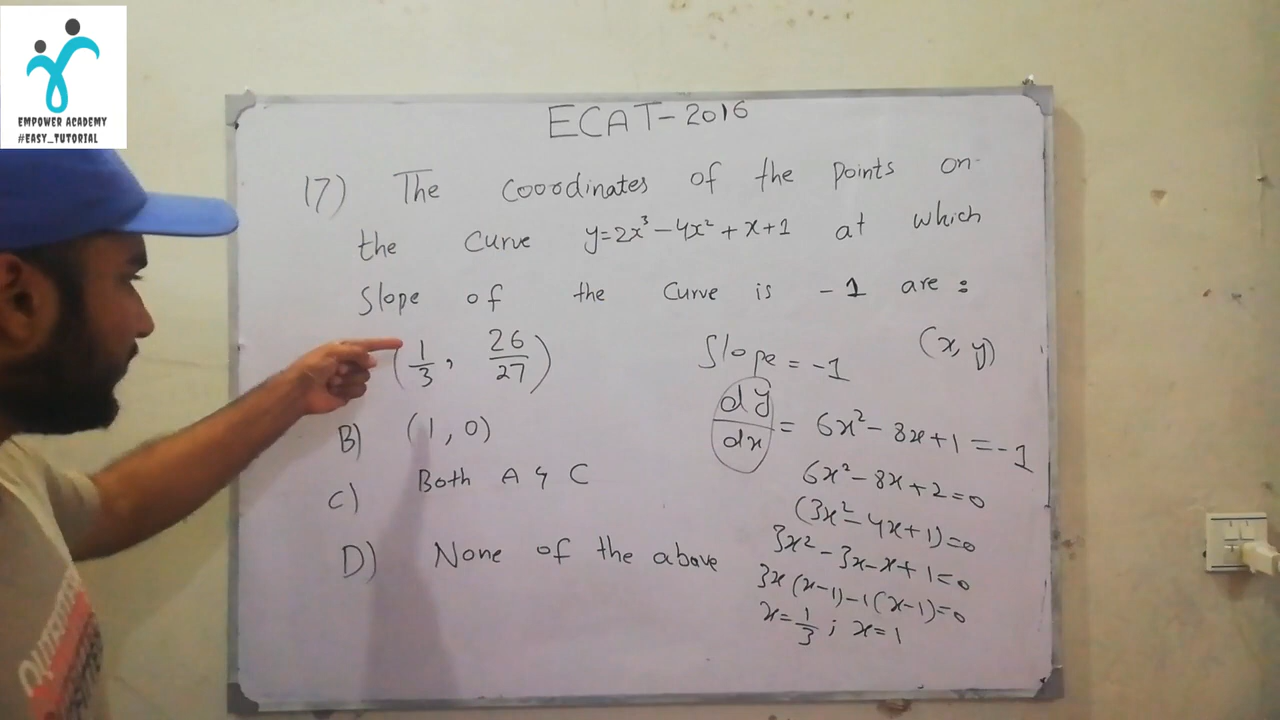 EMPOWER ACADEMY
#EASY_TUTORIAL
ECAT-2016
17) The coordinates of the points on
the curve y=2x³-4x²+x+1 at which
Slope of the curve is -1 are:
(1/3, 26/27)
B) (1, 0)
C) Both A & C
D) None of the above
Slope = -1
(x, y)
dy/dx = 6x²-8x+1=-1
6x²-8x+2=0
(3x²-4x+1)=0
3x²-3x-x+1=0
3x(x-1)-1(x-1)=0
x=1/3; x=1